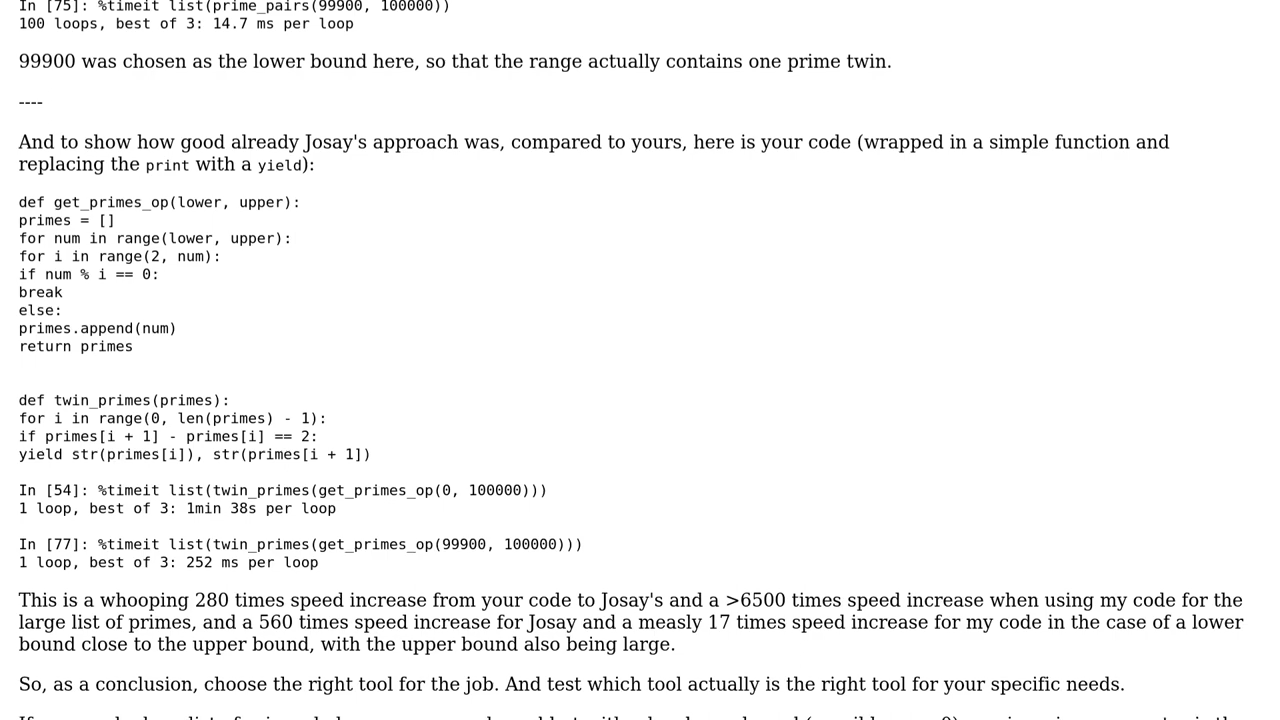 In [75]: %timeit list(prime_pairs(99900, 100000))
100 loops, best of 3: 14.7 ms per loop
99900 was chosen as the lower bound here, so that the range actually contains one prime twin.
----
And to show how good already Josay's approach was, compared to yours, here is your code (wrapped in a simple function and
replacing the print with a yield):
def get_primes_op(lower, upper):
primes = []
for num in range(lower, upper):
for i in range(2, num):
if num % i == 0:
break
else:
primes.append(num)
return primes
def twin_primes(primes):
for i in range(0, len(primes) - 1):
if primes[i + 1] - primes[i] == 2:
yield str(primes[i]), str(primes[i + 1])
In [54]: %timeit list(twin_primes(get_primes_op(0, 100000)))
1 loop, best of 3: 1min 38s per loop
In [77]: %timeit list(twin_primes(get_primes_op(99900, 100000)))
1 loop, best of 3: 252 ms per loop
This is a whooping 280 times speed increase from your code to Josay's and a >6500 times speed increase when using my code for the
large list of primes, and a 560 times speed increase for Josay and a measly 17 times speed increase for my code in the case of a lower
bound close to the upper bound, with the upper bound also being large.
So, as a conclusion, choose the right tool for the job. And test which tool actually is the right tool for your specific needs.